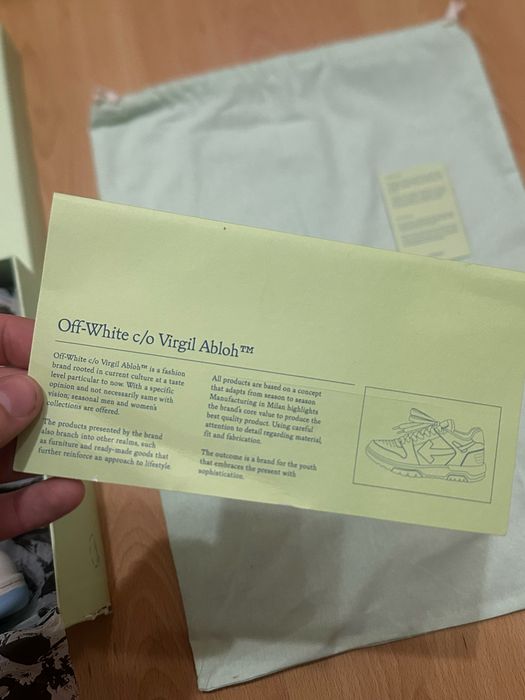 Off-White c/o Virgil Abloh™
Off-White c/o Virgil Abloh™ is a fashion
brand rooted in current culture at a taste
level particular to now. With a specific
opinion and not necessarily same with
vision; seasonal men and women's
collections are offered.
The products presented by the brand
also branch into other realms, such
as furniture and ready-made goods that
further reinforce an approach to lifestyle.
All products are based on a concept
that adapts from season to season
Manufacturing in Milan highlights
the brand's core value to produce the
best quality product. Using careful
attention to detail regarding material,
fit and fabrication.
The outcome is a brand for the youth
that embraces the present with
sophistication.